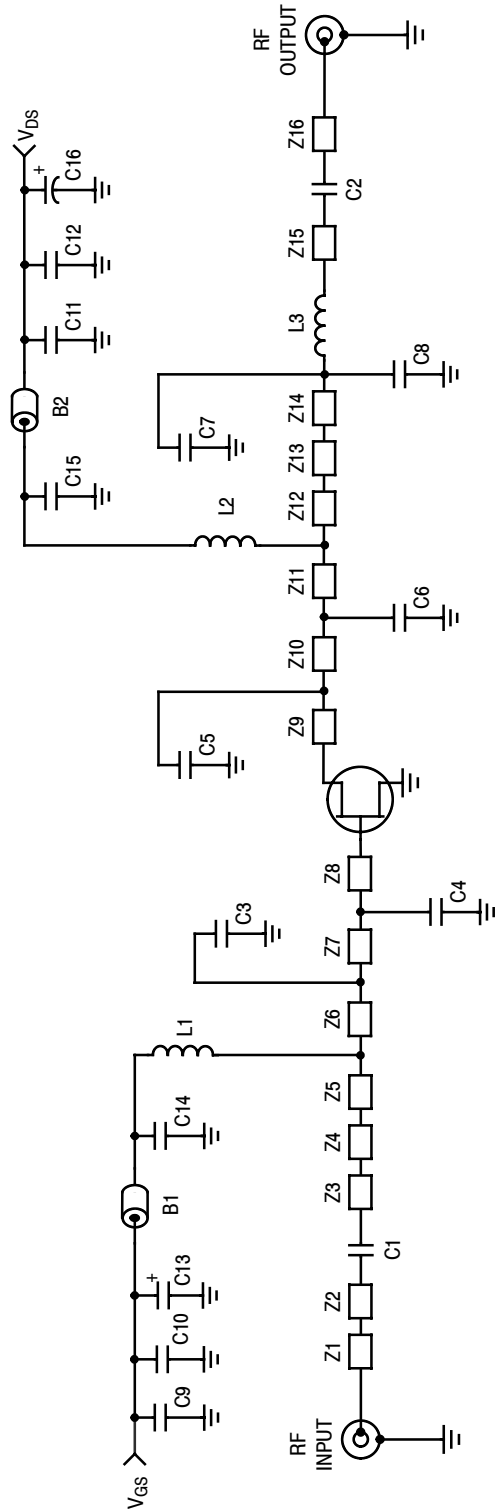 VGS
C9
C10
+
C13
B1
C14
L1
C3
RF
INPUT
Z1
Z2
C1
Z3
Z4
Z5
Z6
Z7
C4
Z8
C5
Z9
Z10
C6
Z11
L2
C15
B2
C11
C12
+
C16
VDS
Z12
Z13
Z14
C7
C8
L3
Z15
C2
Z16
RF
OUTPUT